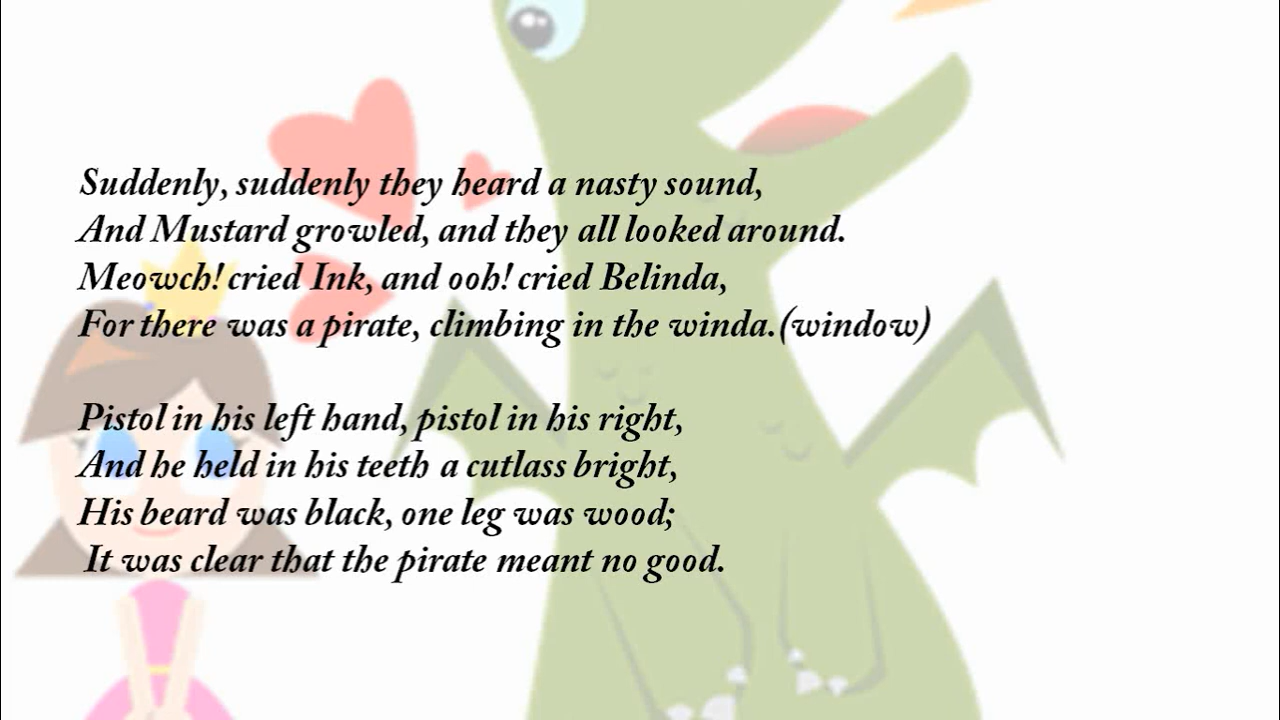 Suddenly, suddenly they heard a nasty sound,
And Mustard growled, and they all looked around.
Meowch! cried Ink, and ooh! cried Belinda,
For there was a pirate, climbing in the winda.(window)
Pistol in his left hand, pistol in his right,
And he held in his teeth a cutlass bright,
His beard was black, one leg was wood;
It was clear that the pirate meant no good.